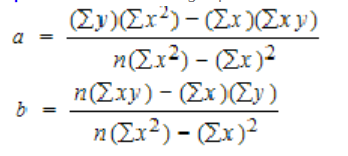 a = (Σy)(Σx²) − (Σx)(Σxy) / n(Σx²) − (Σx)²
b = n(Σxy) − (Σx)(Σy) / n(Σx²) − (Σx)²